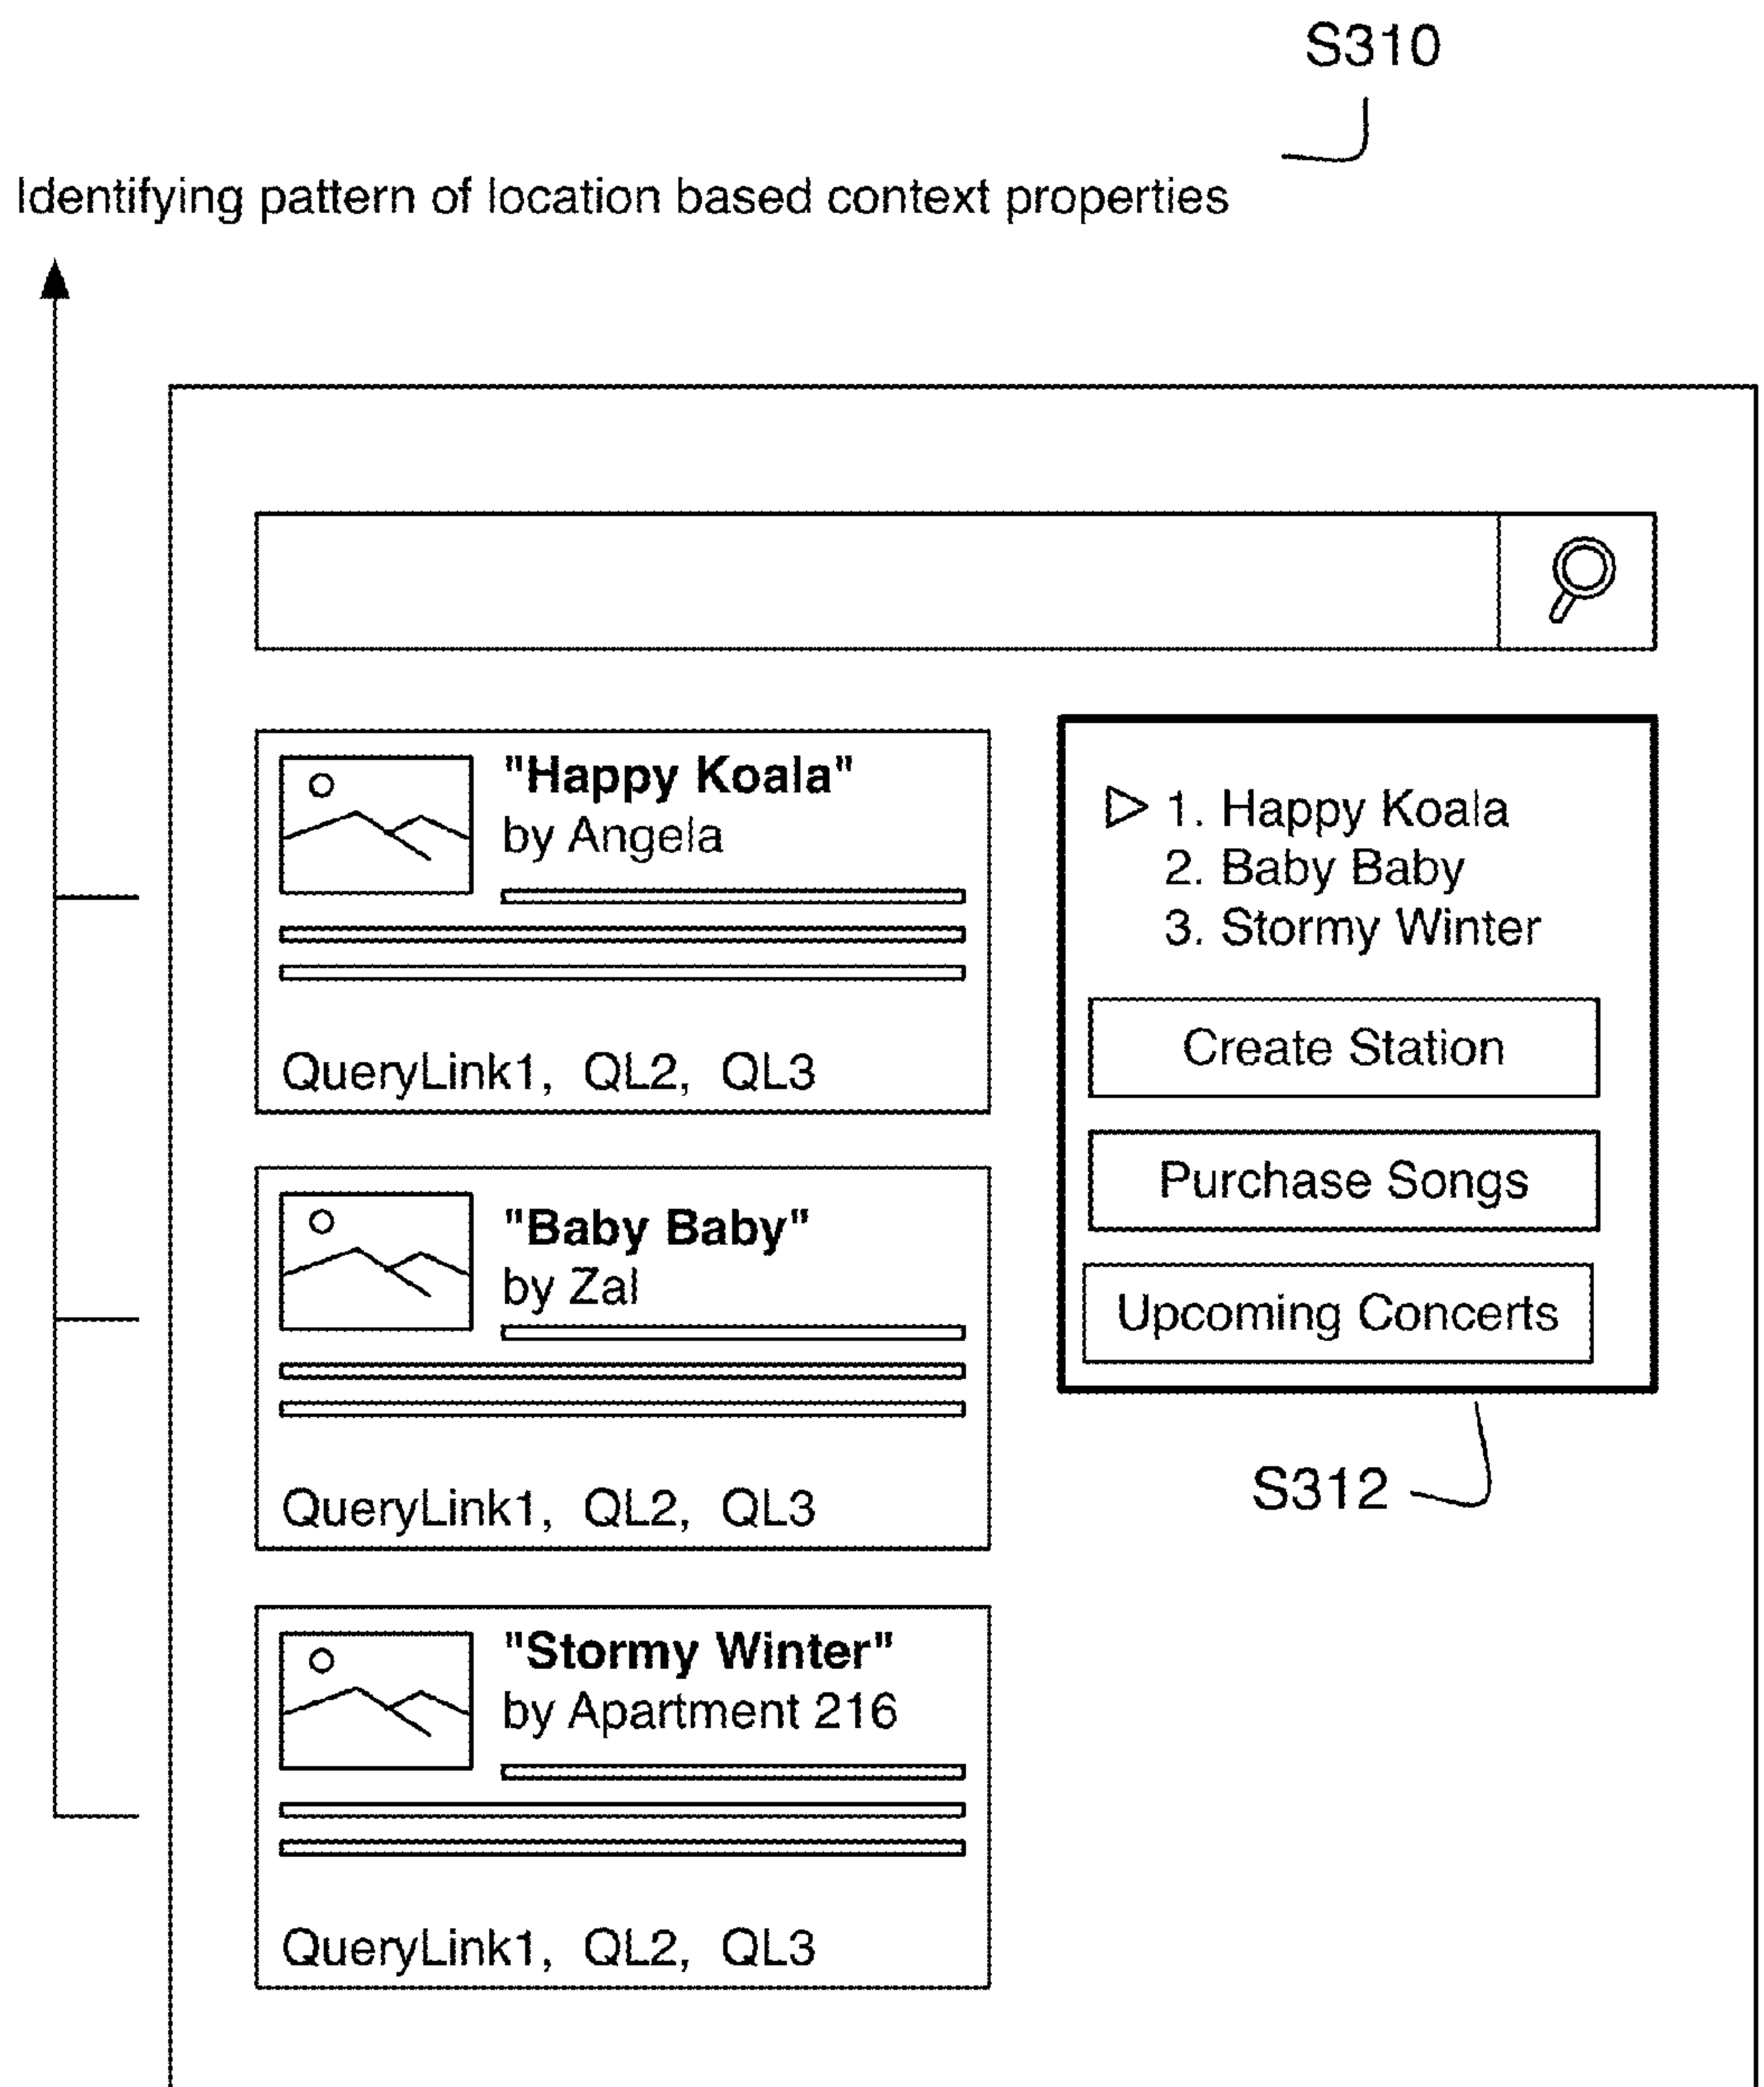 S310
Identifying pattern of location based context properties
"Happy Koala"
by Angela
QueryLink1, QL2, QL3
"Baby Baby"
by Zal
QueryLink1, QL2, QL3
"Stormy Winter"
by Apartment 216
QueryLink1, QL2, QL3
1. Happy Koala
2. Baby Baby
3. Stormy Winter
Create Station
Purchase Songs
Upcoming Concerts
S312